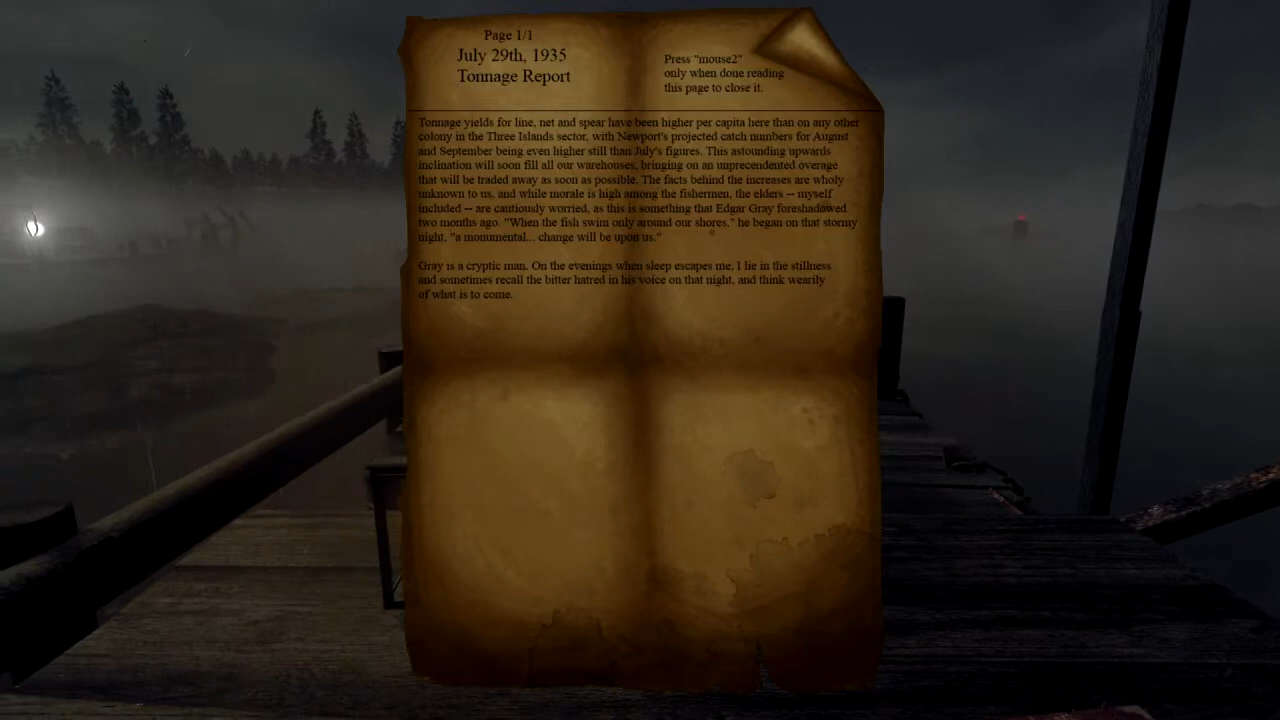 Page 1/1
July 29th, 1935
Tonnage Report
Press "mouse2"
only when done reading
this page to close it.
Tonnage yields for line, net and spear have been higher per capita here than on any other
colony in the Three Islands sector, with Newport's projected catch numbers for August
and September being even higher still than July's figures. This astounding upwards
inclination will soon fill all our warehouses, bringing on an unprecendented overage
that will be traded away as soon as possible. The facts behind the increases are wholy
unknown to us, and while morale is high among the fishermen, the elders -- myself
included -- are cautiously worried, as this is something that Edgar Gray foreshadowed
two months ago. "When the fish swim only around our shores," he began on that stormy
night, "a monumental... change will be upon us."
Gray is a cryptic man. On the evenings when sleep escapes me, I lie in the stillness
and sometimes recall the bitter hatred in his voice on that night, and think wearily
of what is to come.